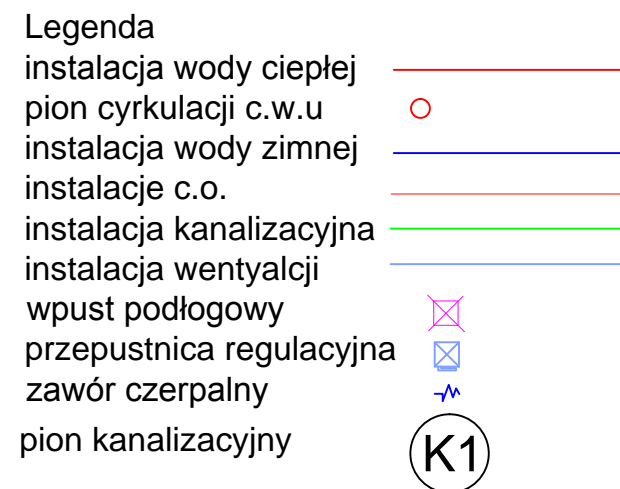 Legenda
instalacja wody ciepłej
pion cyrkulacji c.w.u
instalacja wody zimnej
instalacje c.o.
instalacja kanalizacyjna
instalacja wentyalcji
wpust podłogowy
przepustnica regulacyjna
zawór czerpalny
pion kanalizacyjny K1